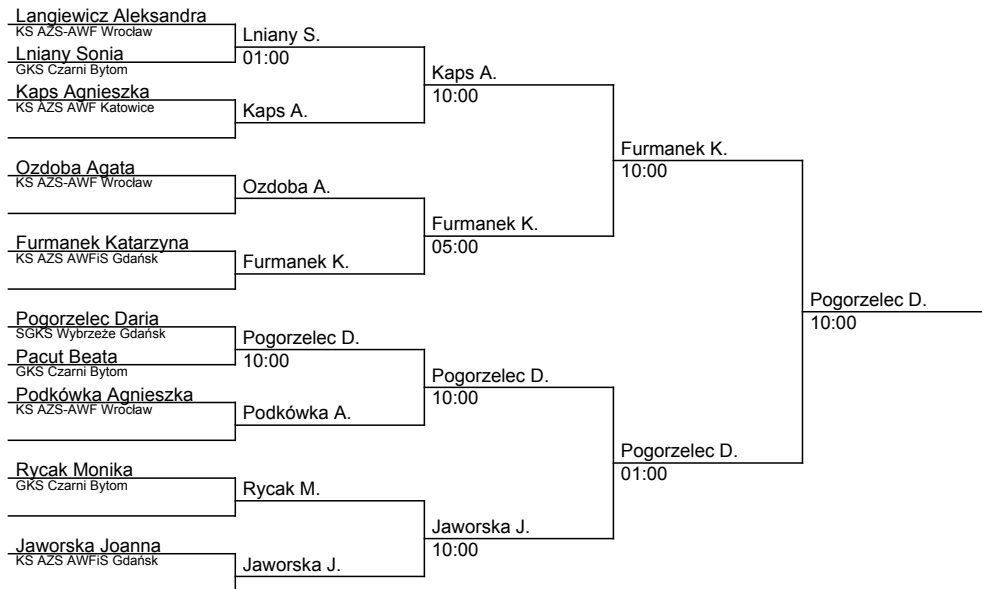 Langiewicz Aleksandra
KS AZS-AWF Wrocław
Lniany S.
01:00
Lniany Sonia
GKS Czarni Bytom
Kaps A.
10:00
Kaps Agnieszka
KS AZS AWF Katowice
Kaps A.
Furmanek K.
10:00
Ozdoba Agata
KS AZS-AWF Wrocław
Ozdoba A.
Furmanek K.
05:00
Furmanek Katarzyna
KS AZS AWFiS Gdańsk
Furmanek K.
Pogorzelec D.
10:00
Pogorzelec Daria
SGKS Wybrzeże Gdańsk
Pogorzelec D.
10:00
Pacut Beata
GKS Czarni Bytom
Pogorzelec D.
10:00
Podkówka Agnieszka
KS AZS-AWF Wrocław
Podkówka A.
Pogorzelec D.
01:00
Rycak Monika
GKS Czarni Bytom
Rycak M.
Jaworska J.
10:00
Jaworska Joanna
KS AZS AWFiS Gdańsk
Jaworska J.